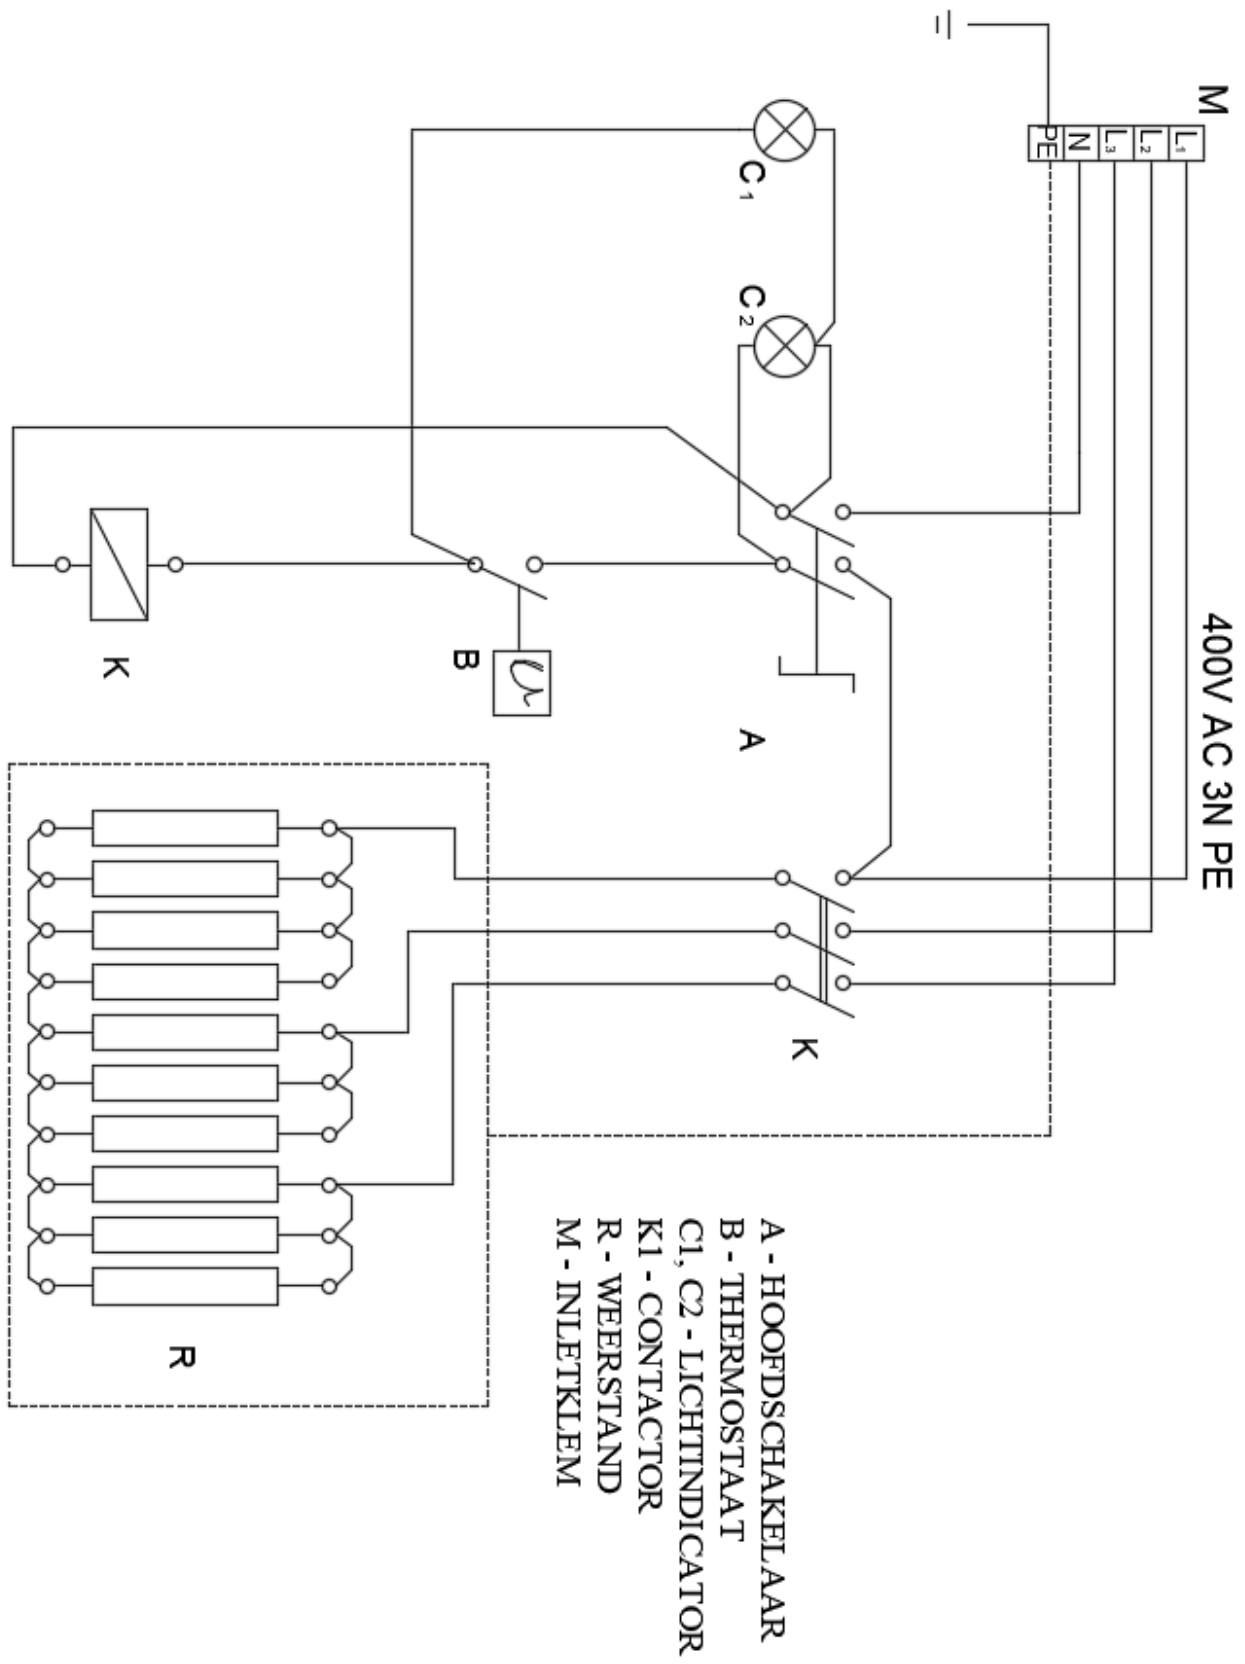 400V AC 3N PE
M
L₁
L₂
L₃
N
PE
C₁
C₂
A
B
K
K
R
A - HOOFDSCHAKELAAR
B - THERMOSTAAT
C1, C2 - LICHTINDICATOR
K1 - CONTACTOR
R - WEERSTAND
M - INLETKLEM